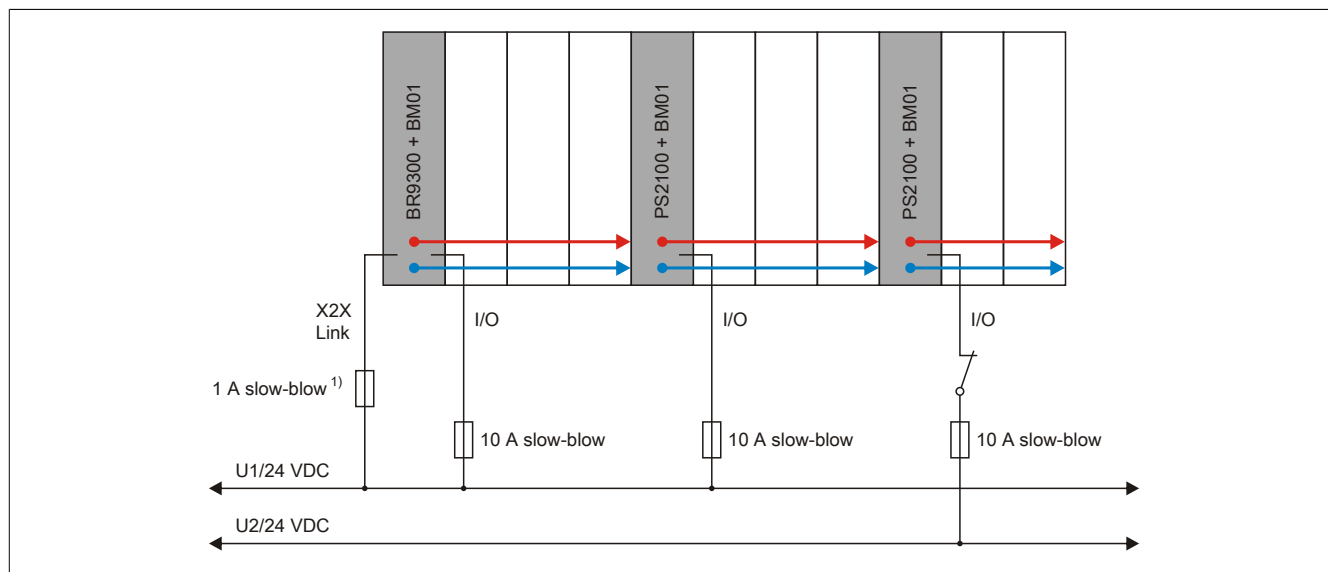 BR9300 + BM01
PS2100 + BM01
PS2100 + BM01
X2X
Link
I/O
I/O
I/O
1 A slow-blow 1)
10 A slow-blow
10 A slow-blow
10 A slow-blow
U1/24 VDC
U2/24 VDC